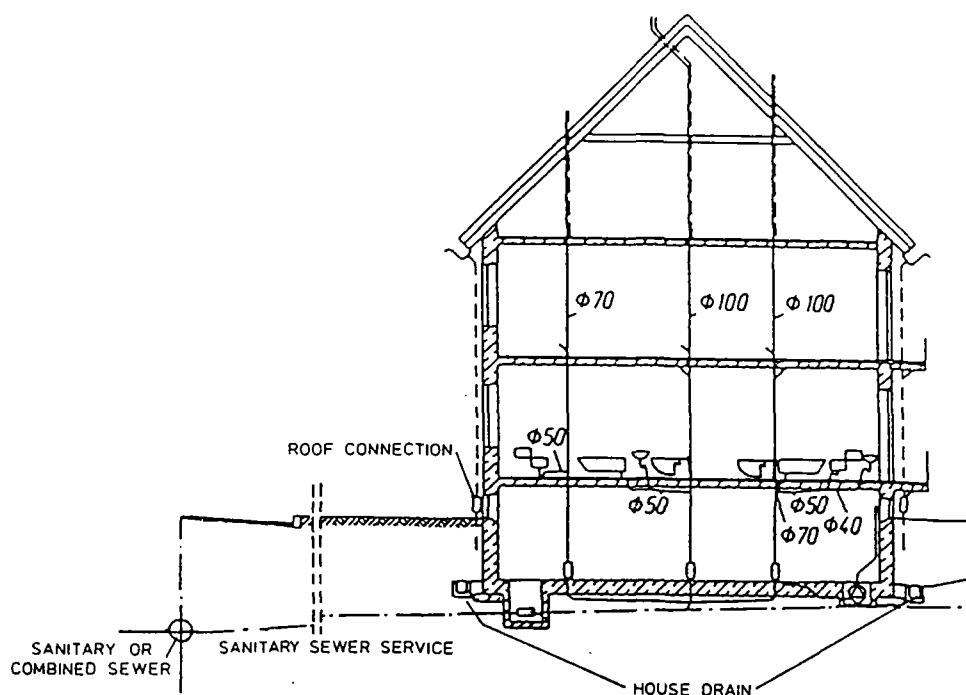 Φ70
Φ100
Φ100
ROOF CONNECTION
Φ50
Φ50
Φ50
Φ70
Φ40
SANITARY OR
COMBINED SEWER
SANITARY SEWER SERVICE
HOUSE DRAIN